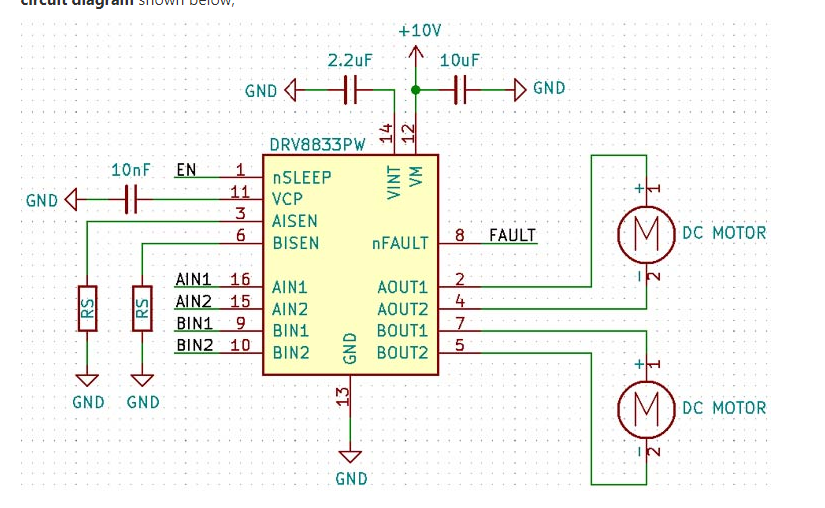 circuit diagram shown below,
+10V
2.2uF
10uF
GND
GND
14
12
DRV8833PW
10nF
EN
1
nSLEEP
VINT
VM
GND
11
VCP
3
AISEN
6
BISEN
nFAULT
8
FAULT
+
1
M
DC MOTOR
-
2
AIN1
16
AIN1
AOUT1
2
AIN2
15
AIN2
AOUT2
4
BIN1
9
BIN1
BOUT1
7
BIN2
10
BIN2
GND
BOUT2
5
RS
RS
+
1
M
DC MOTOR
-
2
13
GND
GND
GND